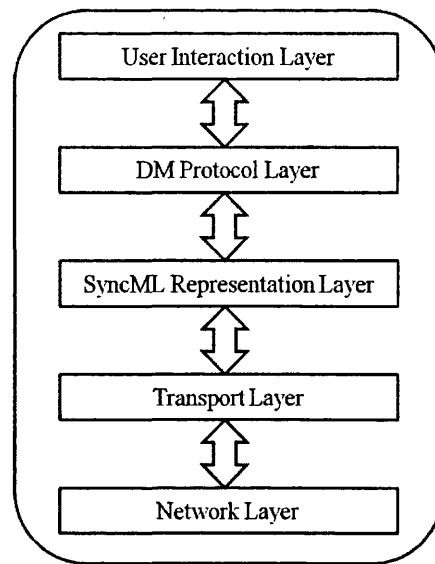 User Interaction Layer
DM Protocol Layer
SyncML Representation Layer
Transport Layer
Network Layer